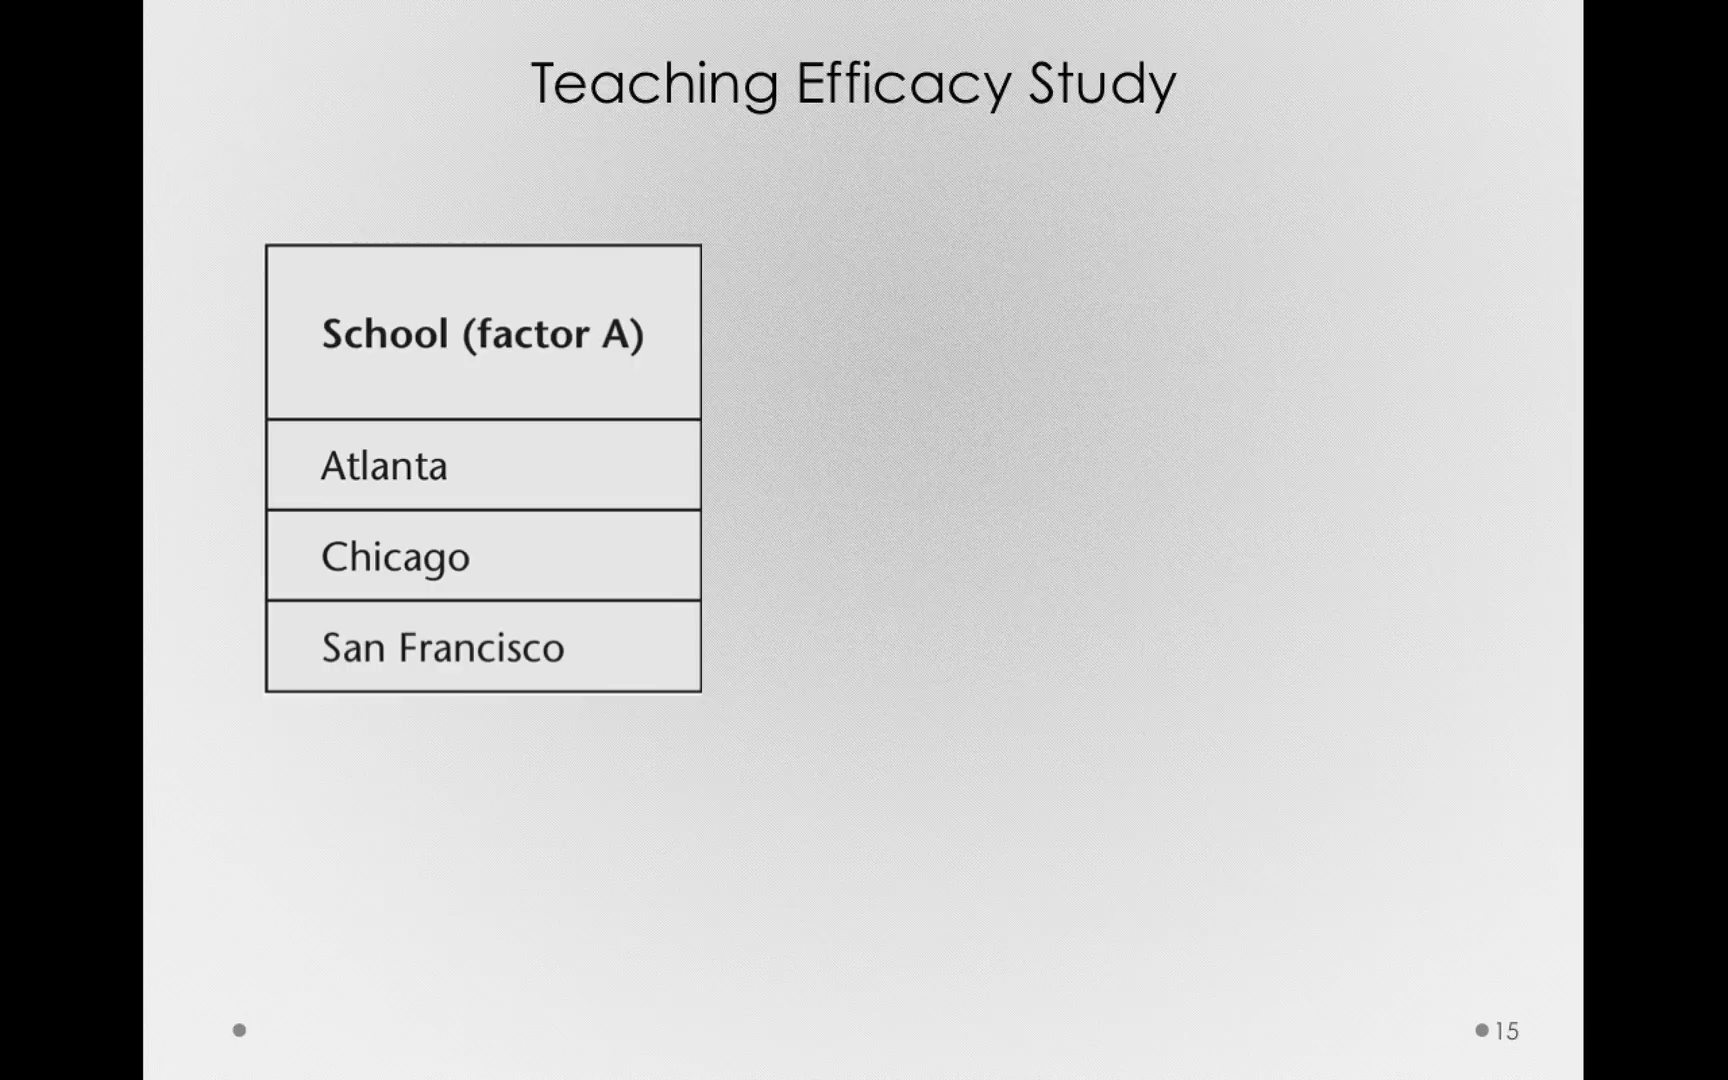 Teaching Efficacy Study
School (factor A)
Atlanta
Chicago
San Francisco
15